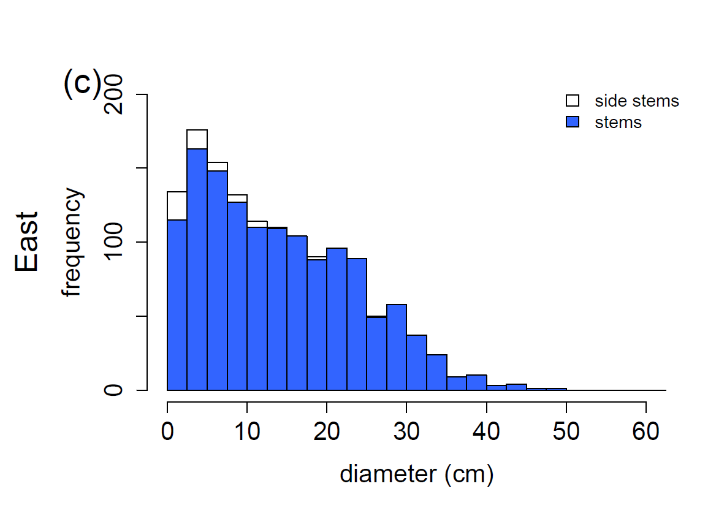 (c)
side stems
stems
East
frequency
0
100
200
0 10 20 30 40 50 60
diameter (cm)